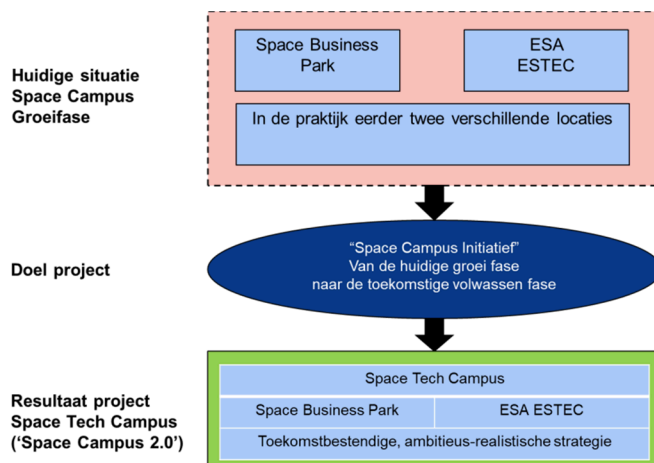 Huidige situatie
Space Campus
Groeifase
Space Business
Park
ESA
ESTEC
In de praktijk eerder twee verschillende locaties
Doel project
“Space Campus Initiatief”
Van de huidige groei fase
naar de toekomstige volwassen fase
Resultaat project
Space Tech Campus
(‘Space Campus 2.0’)
Space Tech Campus
Space Business Park
ESA ESTEC
Toekomstbestendige, ambitieus-realistische strategie